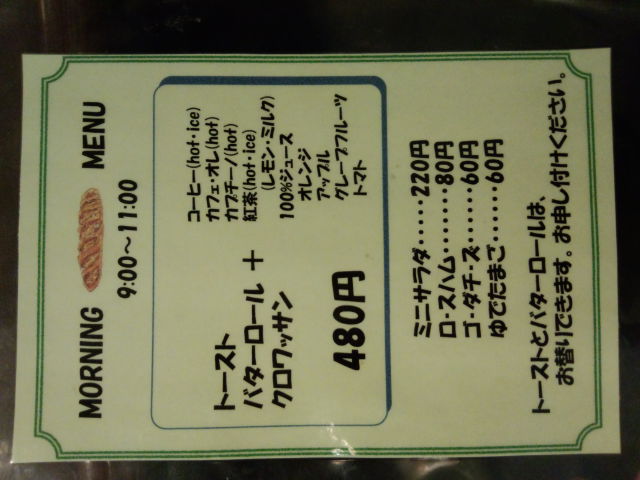 MORNING MENU
9:00～11:00
トースト
バターロール +
クロワッサン
480円
コーヒー(hot・ice)
カフェ・オレ(hot)
カプチーノ(hot)
紅茶(hot・ice)
(レモン・ミルク)
100%ジュース
オレンジ
アップル
グレープフルーツ
トマト
ミニサラダ‥‥‥220円
ロ-スハム‥‥‥‥80円
ゴ-ダチ-ズ‥‥‥60円
ゆでたまご‥‥‥‥60円
トーストとバターロールは、
お替りできます。お申し付けください。